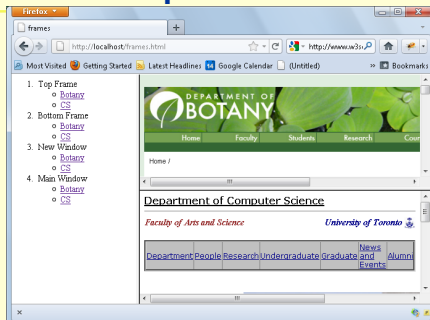 Firefox
frames
http://localhost/frames.html
http://www.w3s
Most Visited Getting Started Latest Headlines Google Calendar (Untitled) » Bookmarks
1. Top Frame
Botany
CS
2. Bottom Frame
Botany
CS
3. New Window
Botany
CS
4. Main Window
Botany
CS
DEPARTMENT OF
BOTANY
Home Faculty Students Research Cour
Home /
Department of Computer Science
Faculty of Arts and Science University of Toronto
Department People Research Undergraduate Graduate News and Events Alumni